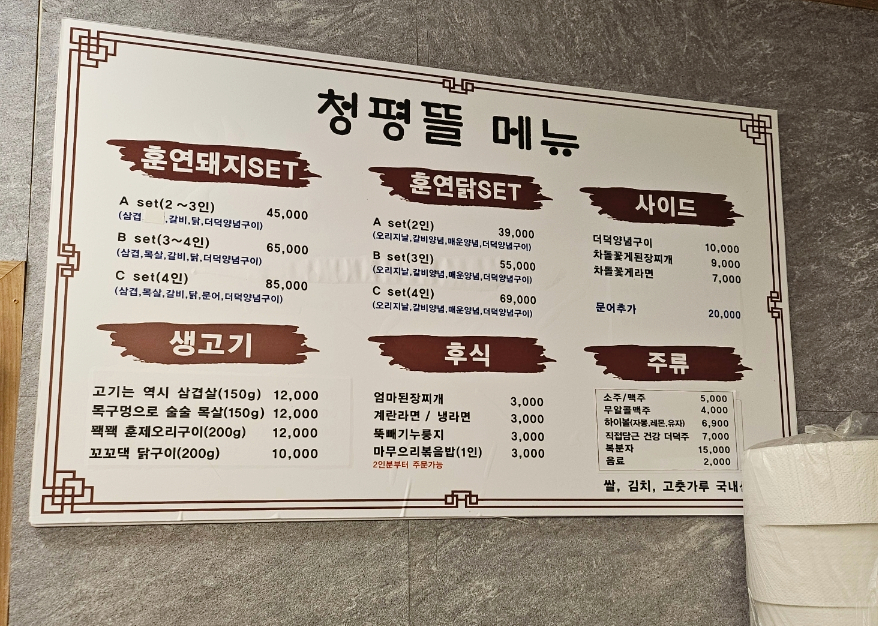 청평뜰 메뉴
훈연돼지SET
A set(2~3인) 45,000
(삼겹 ,갈비,닭,더덕양념구이)
B set(3~4인) 65,000
(삼겹,목살,갈비,닭,더덕양념구이)
C set(4인) 85,000
(삼겹,목살,갈비,닭,문어,더덕양념구이)
훈연닭SET
A set(2인) 39,000
(오리지날,갈비양념,매운양념,더덕양념구이)
B set(3인) 55,000
(오리지날,갈비양념,매운양념,더덕양념구이)
C set(4인) 69,000
(오리지날,갈비양념,매운양념,더덕양념구이)
사이드
더덕양념구이 10,000
차돌꽃게된장찌개 9,000
차돌꽃게라면 7,000
문어추가 20,000
생고기
고기는 역시 삼겹살(150g) 12,000
목구멍으로 술술 목살(150g) 12,000
꽥꽥 훈제오리구이(200g) 12,000
꼬꼬댁 닭구이(200g) 10,000
후식
엄마된장찌개 3,000
계란라면 / 냉라면 3,000
뚝빼기누룽지 3,000
마무으리볶음밥(1인) 3,000
2인분부터 주문가능
주류
소주/맥주 5,000
무알콜맥주 4,000
하이볼(자몽,레몬,유자) 6,900
직접담근 건강 더덕주 7,000
복분자 15,000
음료 2,000
쌀, 김치, 고춧가루 국내